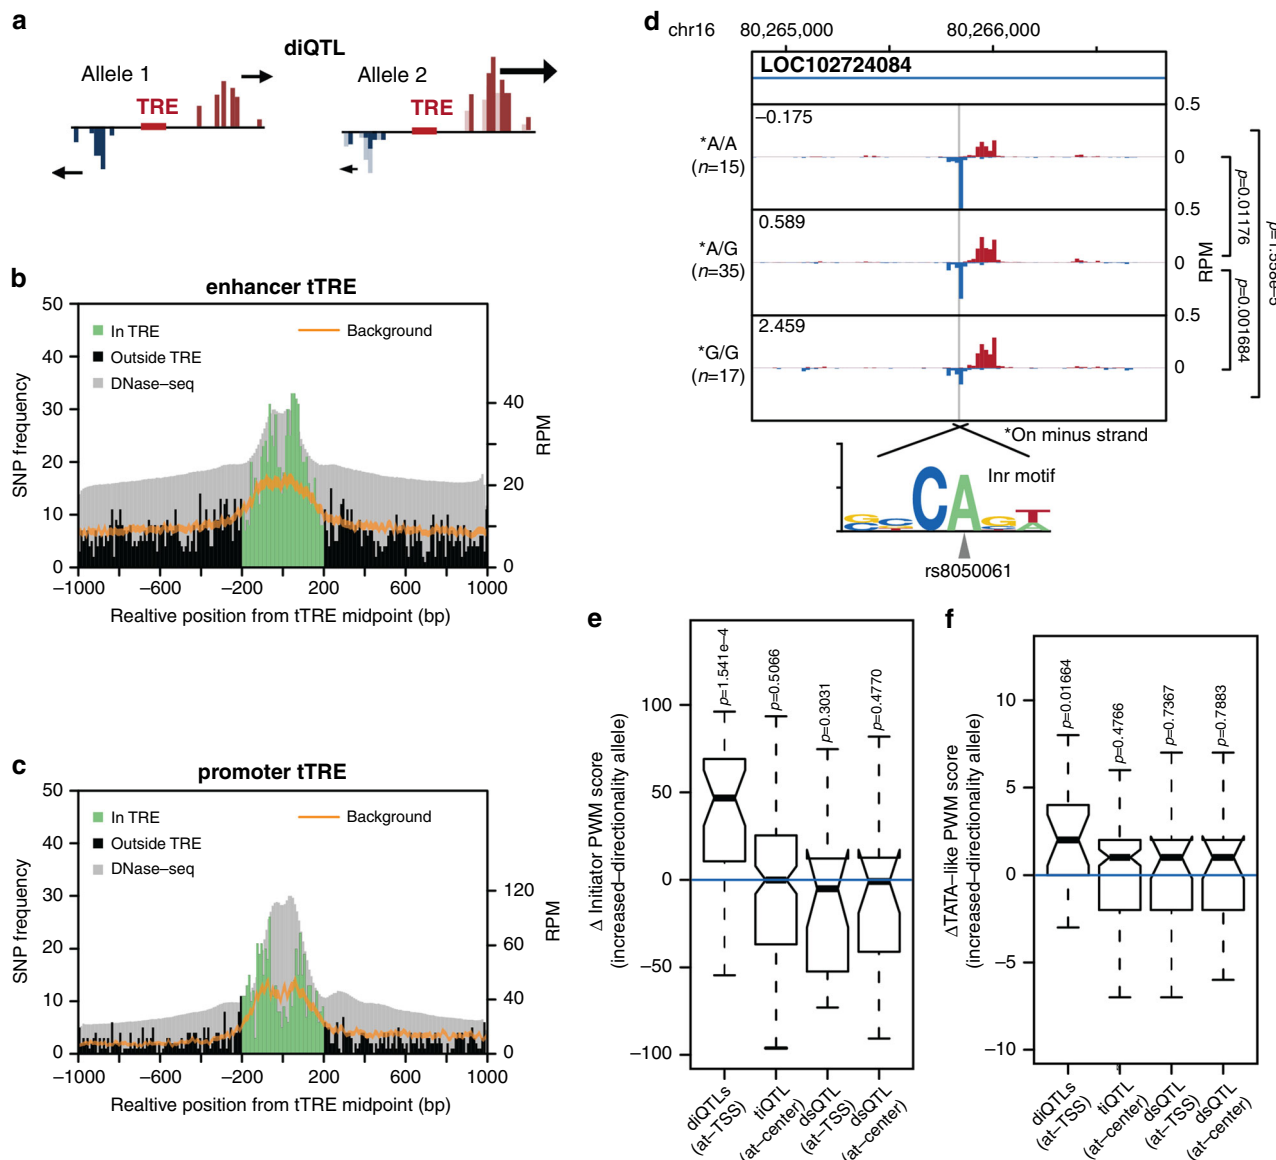 a
diQTL
Allele 1
Allele 2
TRE
TRE
b
enhancer tTRE
In TRE
Outside TRE
DNase–seq
Background
SNP frequency
50
40
30
20
10
0
RPM
40
20
0
–1000
–600
–200
200
600
1000
Realtive position from tTRE midpoint (bp)
c
promoter tTRE
In TRE
Outside TRE
DNase–seq
Background
SNP frequency
50
40
30
20
10
0
RPM
120
60
40
0
–1000
–600
–200
200
600
1000
Realtive position from tTRE midpoint (bp)
d
chr16
80,265,000
80,266,000
LOC102724084
–0.175
*A/A
(n=15)
0.5
0
0.5
0.589
*A/G
(n=35)
0
0.5
2.459
*G/G
(n=17)
0
RPM
p=0.01176
p=0.001684
*On minus strand
Inr motif
CA
rs8050061
e
Δ Initiator PWM score
(increased–directionality allele)
100
50
0
–50
–100
p=1.541e–4
p=0.5066
p=0.3031
p=0.4770
diQTLs
(at–TSS)
tiQTL
(at–center)
dsQTL
(at–TSS)
dsQTL
(at–center)
f
ΔTATA–like PWM score
(increased–directionality allele)
10
5
0
–5
–10
p=0.01664
p=0.4766
p=0.7367
p=0.7883
diQTLs
(at–TSS)
tiQTL
(at–center)
dsQTL
(at–TSS)
dsQTL
(at–center)